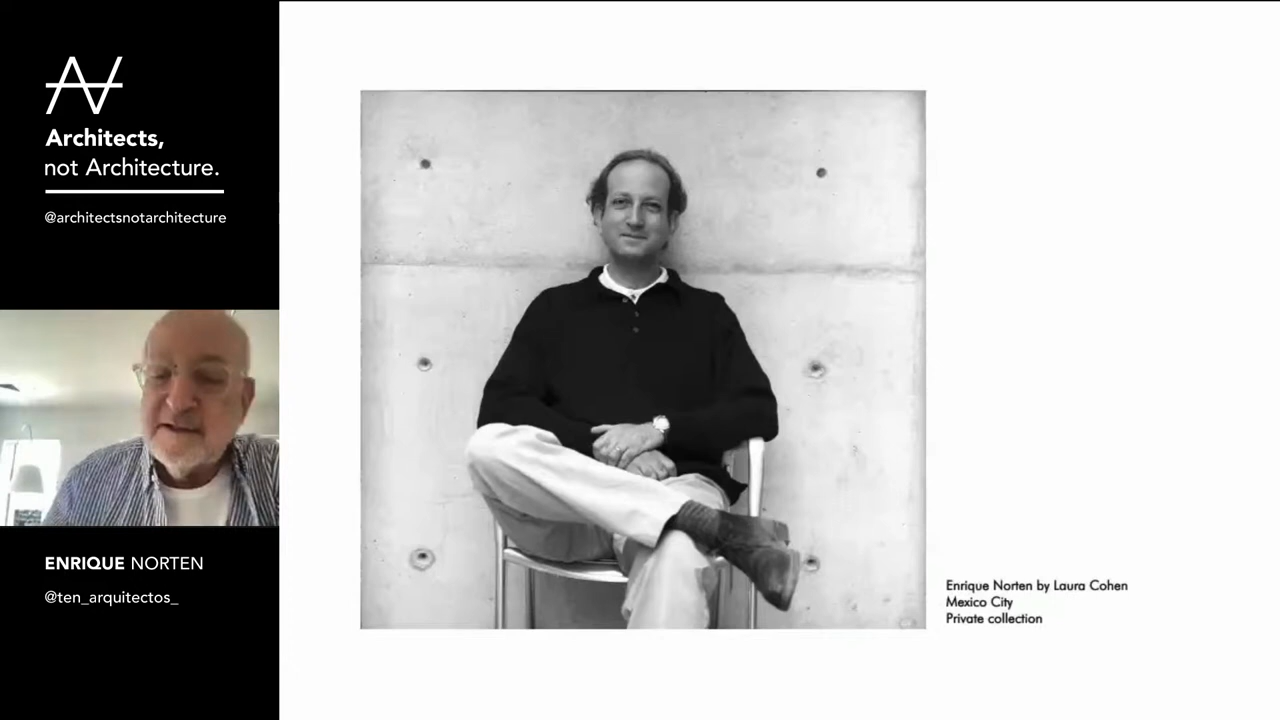 Architects,
not Architecture.
@architectsnotarchitecture
ENRIQUE NORTEN
@ten_arquitectos_
Enrique Norten by Laura Cohen
Mexico City
Private collection